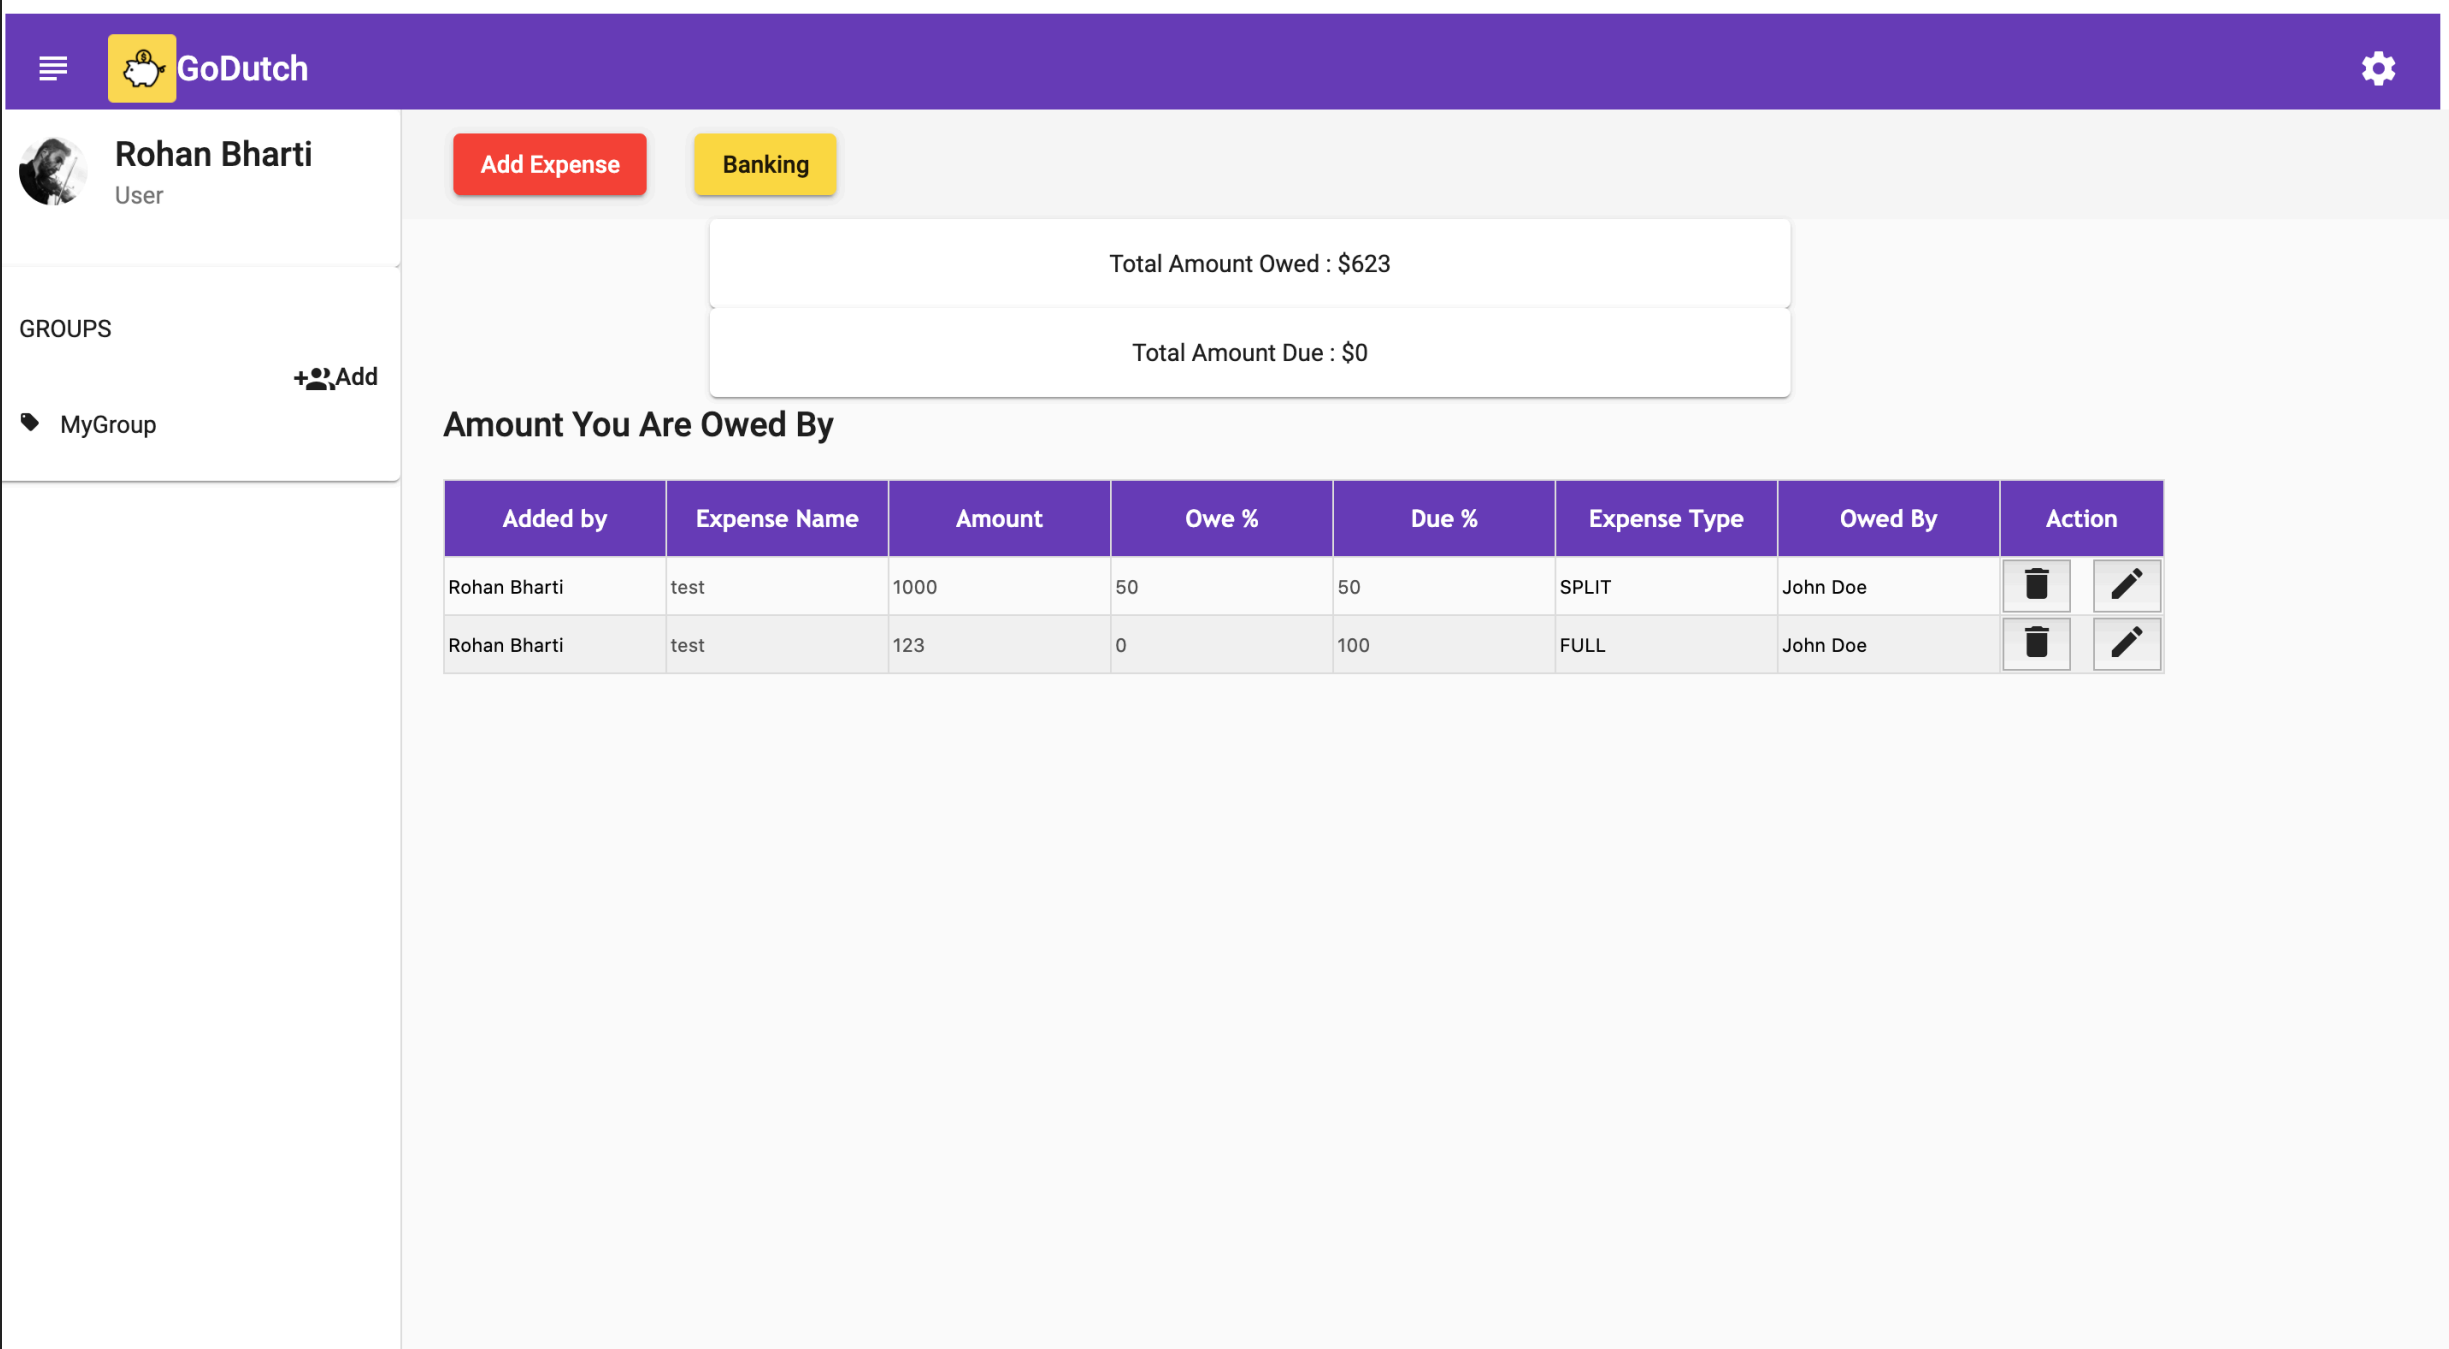 GoDutch
Rohan Bharti
User
Add Expense Banking
Total Amount Owed : $623
Total Amount Due : $0
GROUPS
+ Add
MyGroup
Amount You Are Owed By
Added by Expense Name Amount Owe % Due % Expense Type Owed By Action
Rohan Bharti test 1000 50 50 SPLIT John Doe
Rohan Bharti test 123 0 100 FULL John Doe